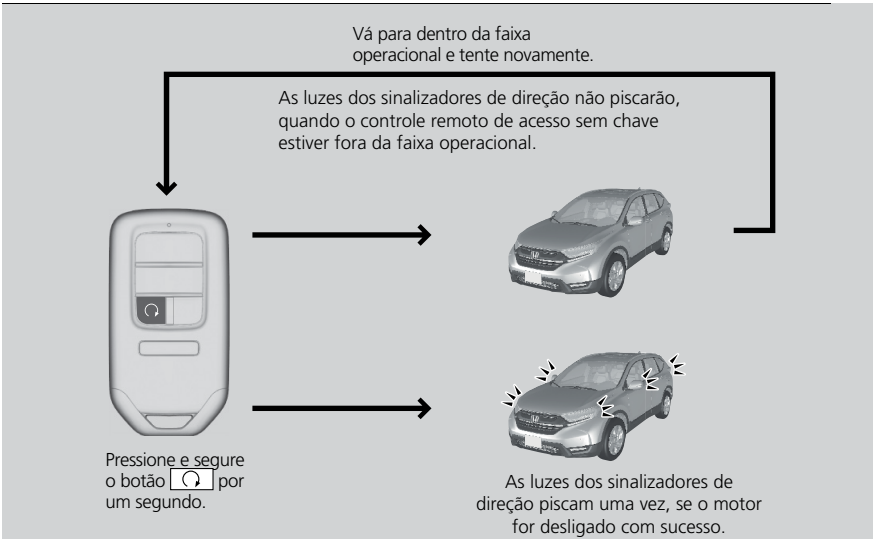 Vá para dentro da faixa
operacional e tente novamente.
As luzes dos sinalizadores de direção não piscarão,
quando o controle remoto de acesso sem chave
estiver fora da faixa operacional.
Pressione e segure
o botão por
um segundo.
As luzes dos sinalizadores de
direção piscam uma vez, se o motor
for desligado com sucesso.